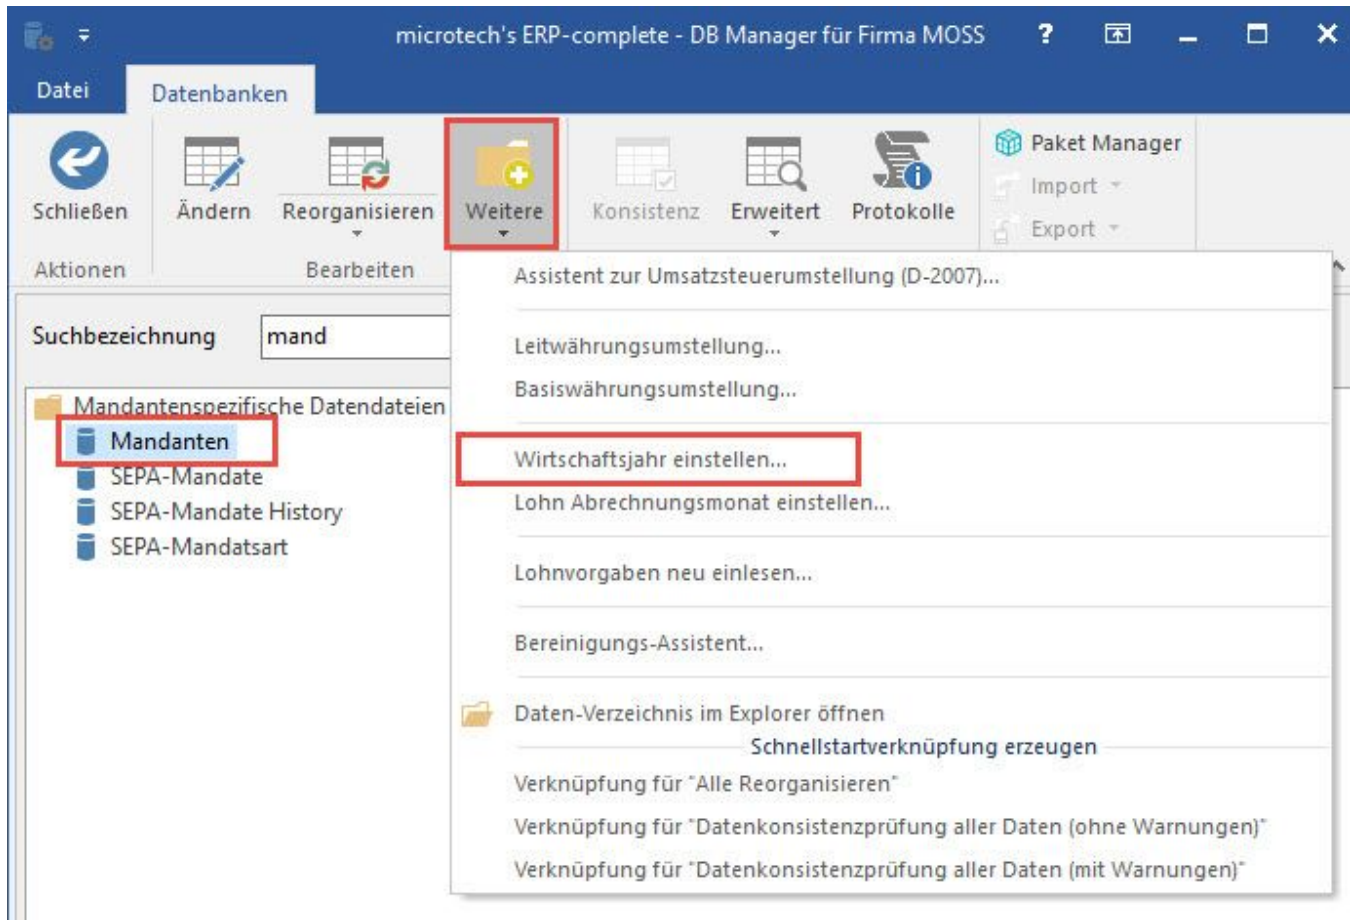 microtech's ERP-complete - DB Manager für Firma MOSS
Datei
Datenbanken
Schließen
Ändern
Reorganisieren
Weitere
Konsistenz
Erweitert
Protokolle
Paket Manager
Import
Export
Aktionen
Bearbeiten
Suchbezeichnung
mand
Mandantenspezifische Datendateien
Mandanten
SEPA-Mandate
SEPA-Mandate History
SEPA-Mandatsart
Assistent zur Umsatzsteuerumstellung (D-2007)...
Leitwährungsumstellung...
Basiswährungsumstellung...
Wirtschaftsjahr einstellen...
Lohn Abrechnungsmonat einstellen...
Lohnvorgaben neu einlesen...
Bereinigungs-Assistent...
Daten-Verzeichnis im Explorer öffnen
Schnellstartverknüpfung erzeugen
Verknüpfung für "Alle Reorganisieren"
Verknüpfung für "Datenkonsistenzprüfung aller Daten (ohne Warnungen)"
Verknüpfung für "Datenkonsistenzprüfung aller Daten (mit Warnungen)"